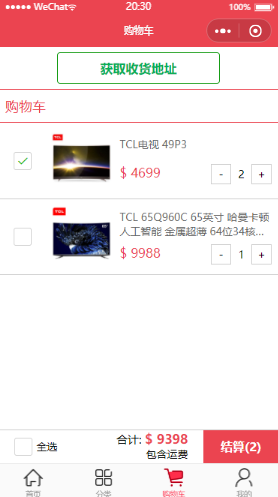 WeChat 20:30 100%
购物车
获取收货地址
购物车
TCL
TCL电视 49P3
$ 4699
- 2 +
TCL
TCL 65Q960C 65英寸 哈曼卡顿
人工智能 金属超薄 64位34核...
$ 9988
- 1 +
全选
合计: $ 9398
包含运费
结算(2)
首页 分类 购物车 我的